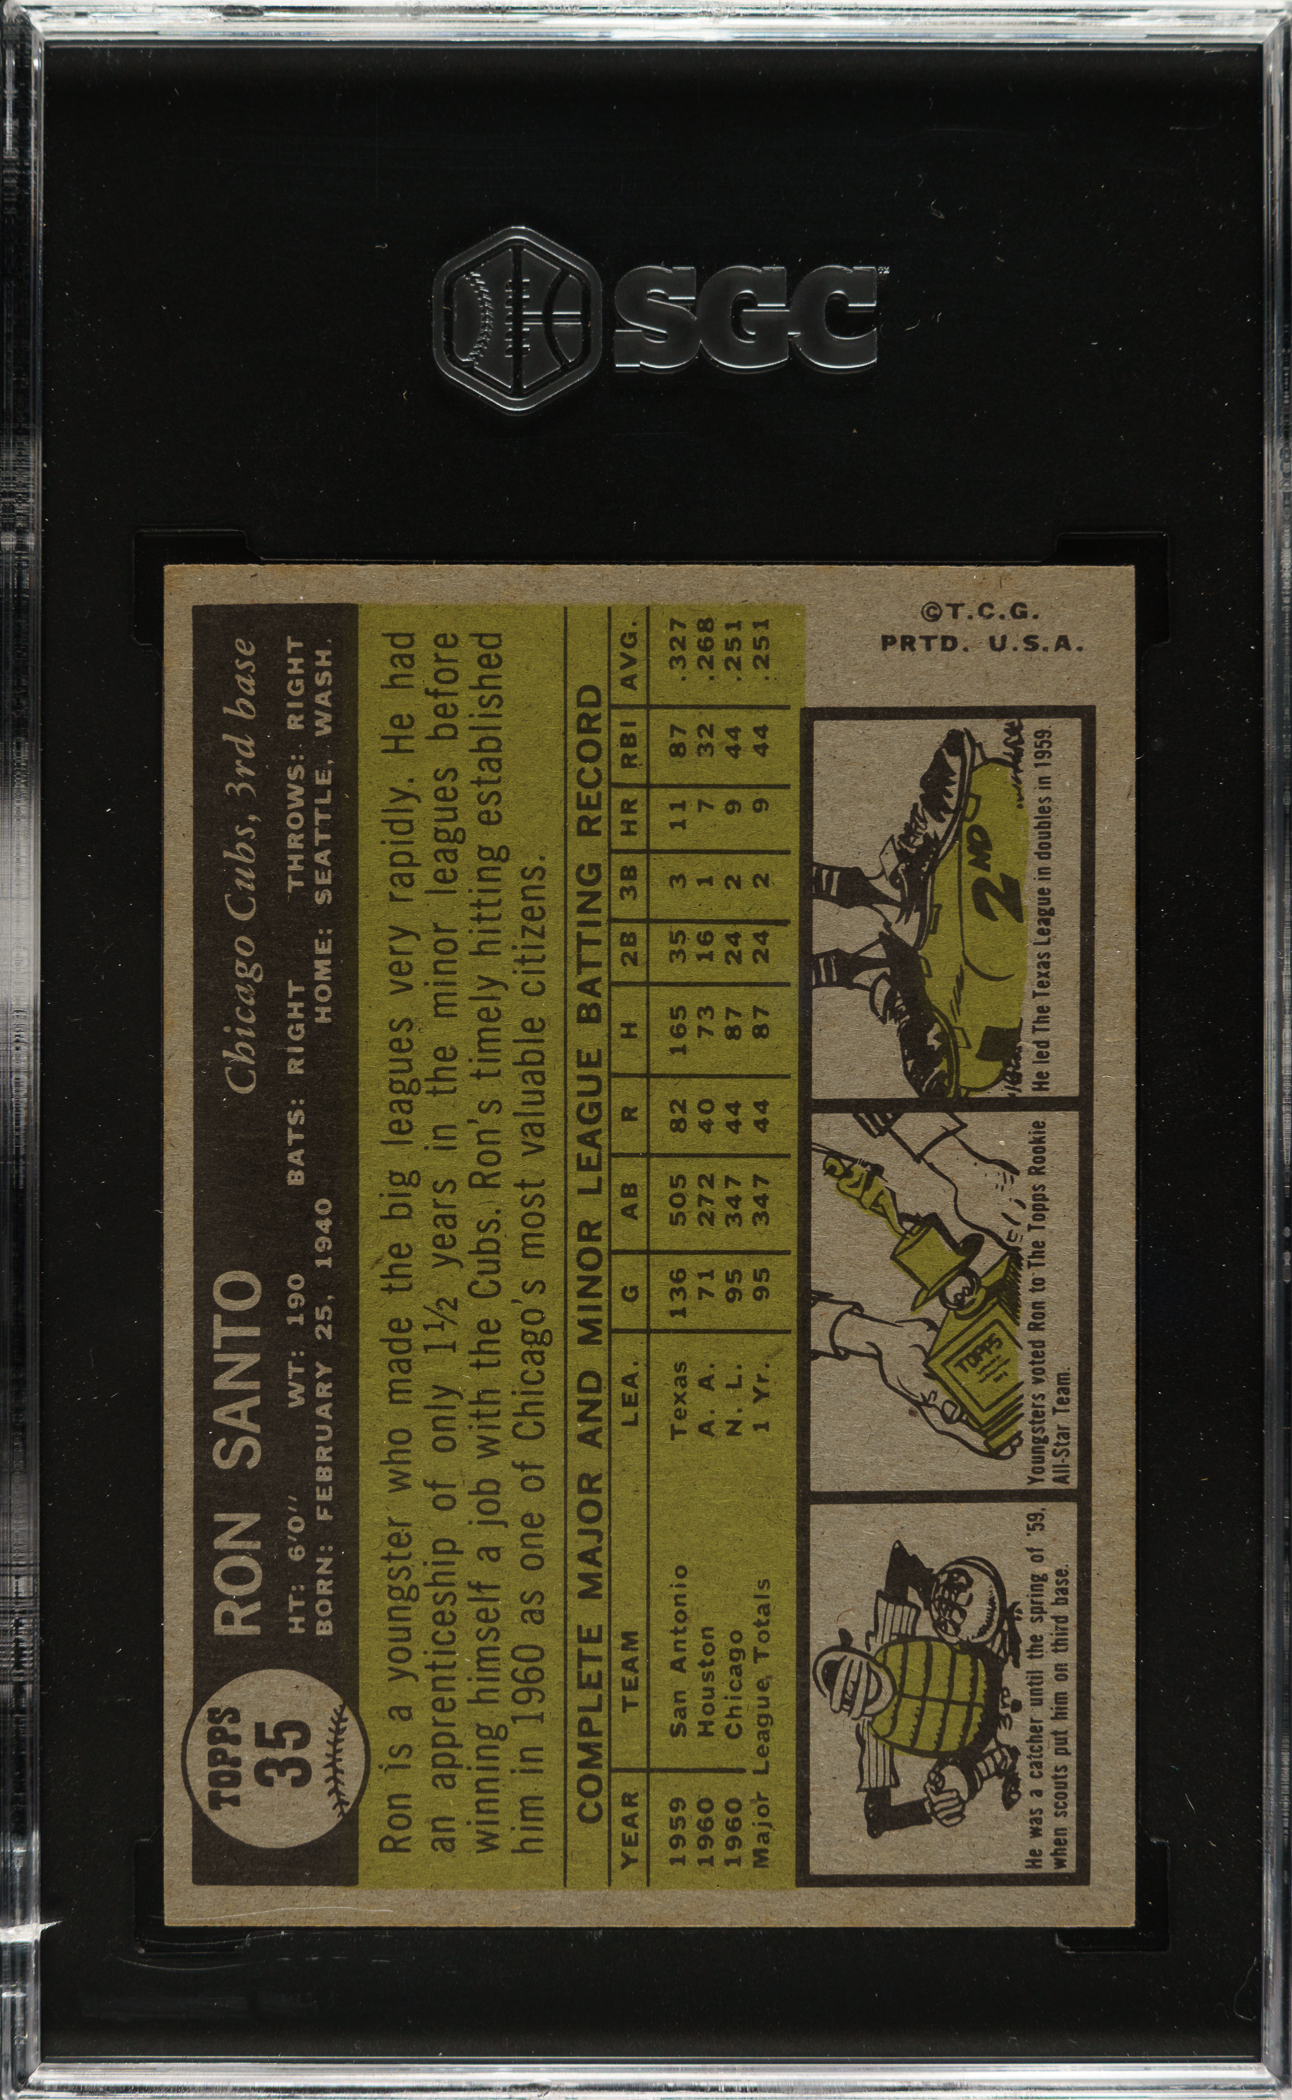 SGC
TOPPS
35
RON SANTO
Chicago Cubs, 3rd base
HT: 6'0'' WT: 190 BATS: RIGHT THROWS: RIGHT
BORN: FEBRUARY 25, 1940 HOME: SEATTLE, WASH.
Ron is a youngster who made the big leagues very rapidly. He had
an apprenticeship of only 1½ years in the minor leagues before
winning himself a job with the Cubs. Ron's timely hitting established
him in 1960 as one of Chicago's most valuable citizens.
COMPLETE MAJOR AND MINOR LEAGUE BATTING RECORD
YEAR TEAM LEA. G AB R H 2B 3B HR RBI AVG.
1959 San Antonio Texas 136 505 82 165 35 3 11 87 .327
1960 Houston A. A. 71 272 40 73 16 1 7 32 .268
1960 Chicago N. L. 95 347 44 87 24 2 9 44 .251
Major League Totals 1 Yr. 95 347 44 87 24 2 9 44 .251
3rd
He was a catcher until the spring of '59,
when scouts put him on third base.
TOPPS
Youngsters voted Ron to The Topps Rookie
All-Star Team.
2ND
He led The Texas League in doubles in 1959.
©T.C.G.
PRTD. U.S.A.